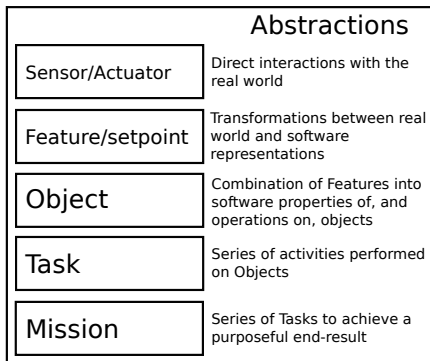 Abstractions
Sensor/Actuator
Direct interactions with the
real world
Feature/setpoint
Transformations between real
world and software
representations
Object
Combination of Features into
software properties of, and
operations on, objects
Task
Series of activities performed
on Objects
Mission
Series of Tasks to achieve a
purposeful end-result